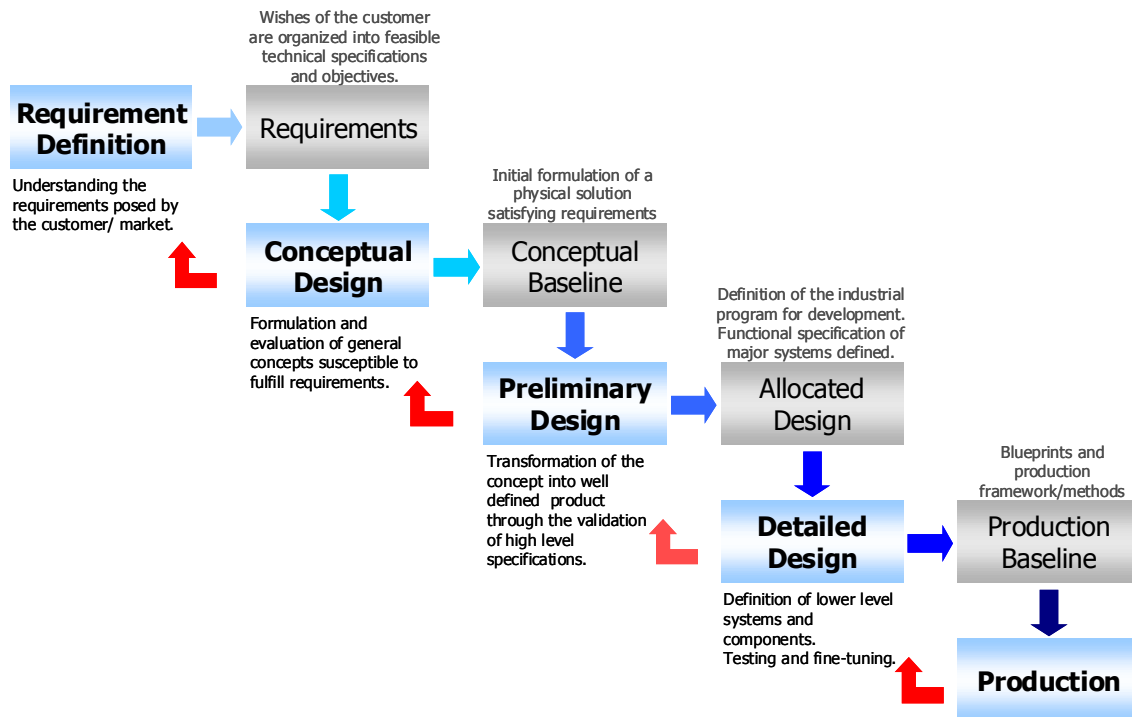 Wishes of the customer
are organized into feasible
technical specifications
and objectives.
Requirement
Definition
Requirements
Understanding the
requirements posed by
the customer/ market.
Initial formulation of a
physical solution
satisfying requirements
Conceptual
Design
Conceptual
Baseline
Formulation and
evaluation of general
concepts susceptible to
fulfill requirements.
Definition of the industrial
program for development.
Functional specification of
major systems defined.
Preliminary
Design
Allocated
Design
Transformation of the
concept into well
defined product
through the validation
of high level
specifications.
Blueprints and
production
framework/methods
Detailed
Design
Production
Baseline
Definition of lower level
systems and
components.
Testing and fine-tuning.
Production